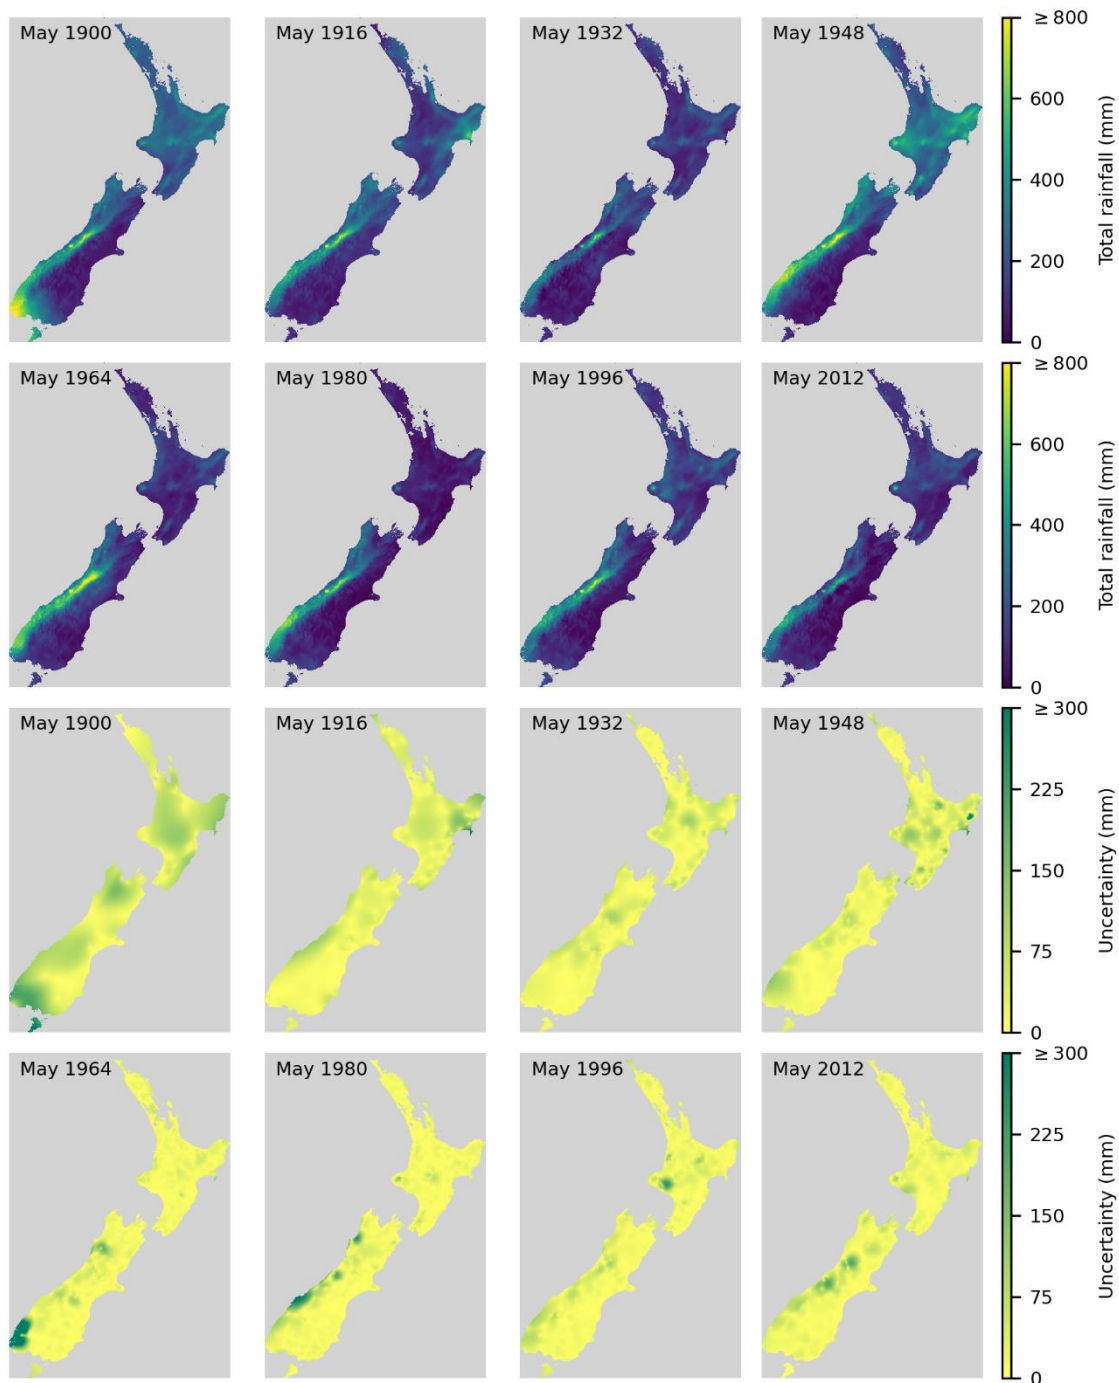 May 1900
May 1916
May 1932
May 1948
≥ 800
600
400
200
0
Total rainfall (mm)
May 1964
May 1980
May 1996
May 2012
≥ 800
600
400
200
0
Total rainfall (mm)
May 1900
May 1916
May 1932
May 1948
≥ 300
225
150
75
0
Uncertainty (mm)
May 1964
May 1980
May 1996
May 2012
≥ 300
225
150
75
0
Uncertainty (mm)